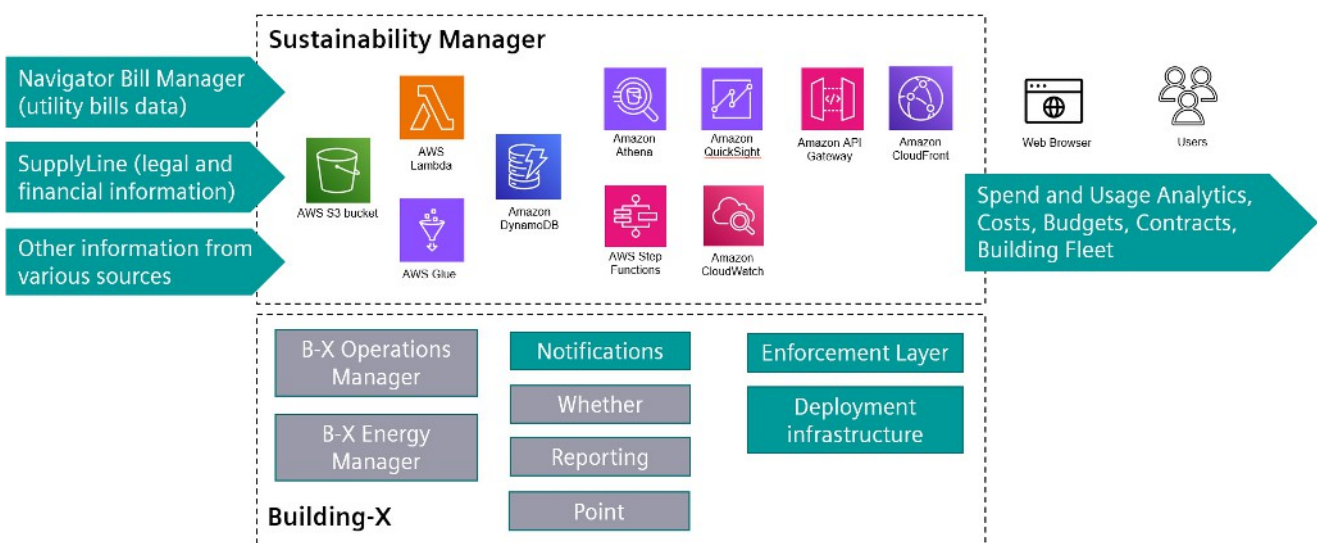 Sustainability Manager
Navigator Bill Manager
(utility bills data)
SupplyLine (legal and
financial information)
Other information from
various sources
AWS S3 bucket
AWS
Lambda
AWS Glue
Amazon
DynamoDB
Amazon
Athena
Amazon
QuickSight
Amazon API
Gateway
Amazon
CloudFront
AWS Step
Functions
Amazon
CloudWatch
Web Browser
Users
Spend and Usage Analytics,
Costs, Budgets, Contracts,
Building Fleet
B-X Operations
Manager
B-X Energy
Manager
Notifications
Whether
Reporting
Point
Enforcement Layer
Deployment
infrastructure
Building-X